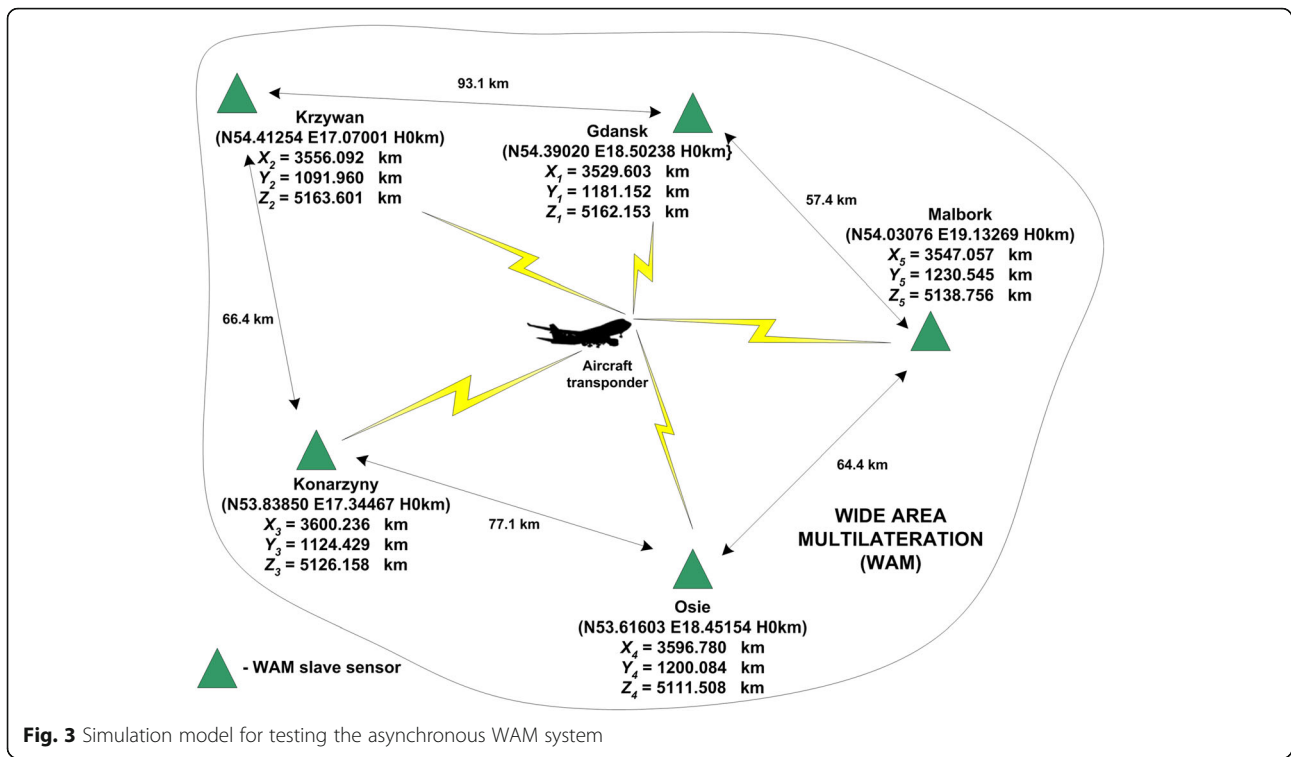 93.1 km
Krzywan
(N54.41254 E17.07001 H0km)
X2 = 3556.092 km
Y2 = 1091.960 km
Z2 = 5163.601 km
Gdansk
(N54.39020 E18.50238 H0km}
X1 = 3529.603 km
Y1 = 1181.152 km
Z1 = 5162.153 km
57.4 km
Malbork
(N54.03076 E19.13269 H0km)
X5 = 3547.057 km
Y5 = 1230.545 km
Z5 = 5138.756 km
66.4 km
Aircraft
transponder
Konarzyny
(N53.83850 E17.34467 H0km)
X3 = 3600.236 km
Y3 = 1124.429 km
Z3 = 5126.158 km
77.1 km
64.4 km
WIDE AREA
MULTILATERATION
(WAM)
Osie
(N53.61603 E18.45154 H0km)
X4 = 3596.780 km
Y4 = 1200.084 km
Z4 = 5111.508 km
- WAM slave sensor
Fig. 3 Simulation model for testing the asynchronous WAM system